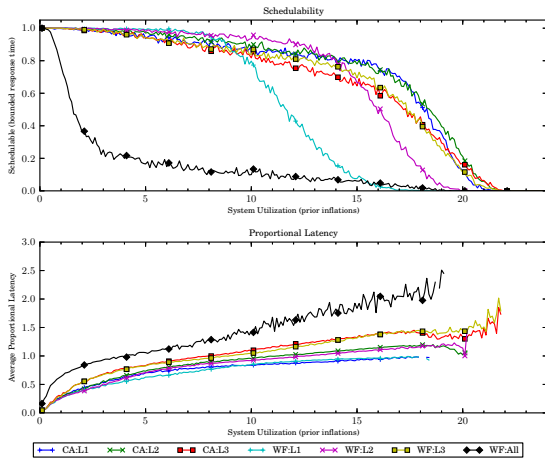 Schedulability
Schedulable (bounded response time)
1.0
0.8
0.6
0.4
0.2
0.0
0 5 10 15 20
System Utilization (prior inflations)
Proportional Latency
Average Proportional Latency
3.0
2.5
2.0
1.5
1.0
0.5
0.0
0 5 10 15 20
System Utilization (prior inflations)
CA:L1 CA:L2 CA:L3 WF:L1 WF:L2 WF:L3 WF:All